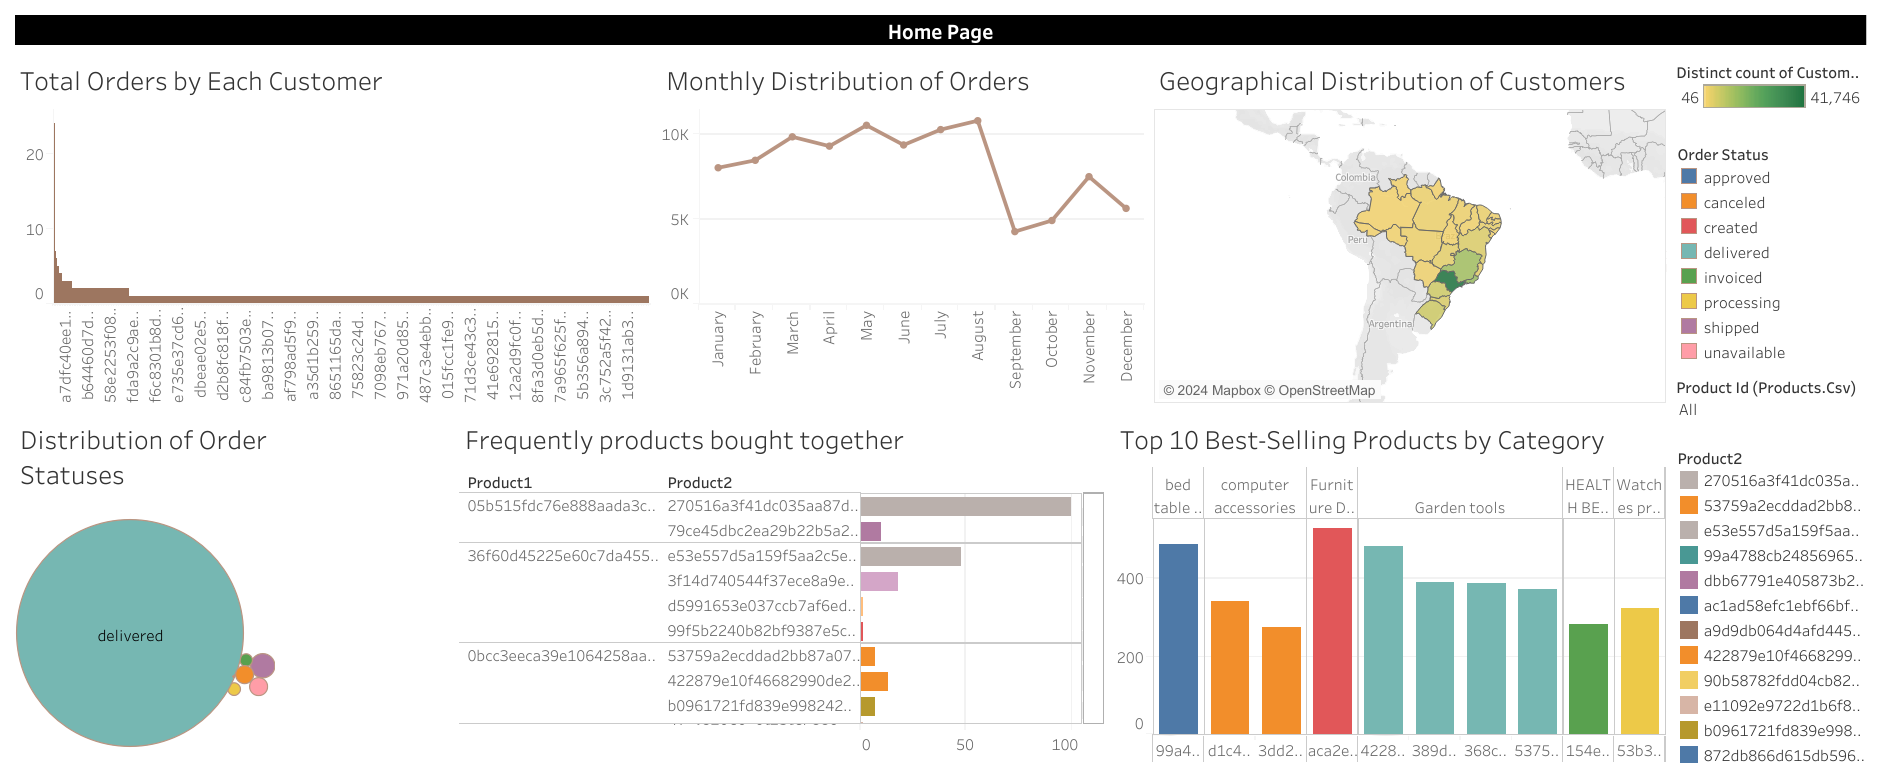 Home Page
Total Orders by Each Customer
20
10
0
a7dfc40ee1..
b64460d7d..
58e2253f08..
fda9a2c9ae..
f6c8301b8d..
e735e37cd6..
dbeae02e5..
d2b8fc818f..
c84fb7503e..
ba9813b07..
af798ad5f9..
a35d1b259..
8651165da..
75823c24d..
7098eb767..
971a20d85..
487c3e4ebb..
015fcc1fe9..
71d3ce43c3..
41e692815..
12a2d9fc0f..
8fa3d0eb5d..
7a965f625f..
5b356a894..
3c752a5f42..
1d9131ab3..
Monthly Distribution of Orders
10K
5K
0K
January
February
March
April
May
June
July
August
September
October
November
December
Geographical Distribution of Customers
Colombia
Peru
Argentina
© 2024 Mapbox © OpenStreetMap
Distinct count of Custom..
46 41,746
Order Status
approved
canceled
created
delivered
invoiced
processing
shipped
unavailable
Product Id (Products.Csv)
All
Distribution of Order
Statuses
delivered
Frequently products bought together
Product1 Product2
05b515fdc76e888aada3c.. 270516a3f41dc035aa87d..
79ce45dbc2ea29b22b5a2..
36f60d45225e60c7da455.. e53e557d5a159f5aa2c5e..
3f14d740544f37ece8a9e..
d5991653e037ccb7af6ed..
99f5b2240b82bf9387e5c..
0bcc3eeca39e1064258aa.. 53759a2ecddad2bb87a07..
422879e10f46682990de2..
b0961721fd839e998242..
0 50 100
Top 10 Best-Selling Products by Category
bed
table ..
computer
accessories
Furnit
ure D..
Garden tools
HEALT
H BE..
Watch
es pr..
400
200
0
99a4.. d1c4.. 3dd2.. aca2e.. 4228.. 389d.. 368c.. 5375.. 154e.. 53b3..
Product2
270516a3f41dc035a..
53759a2ecddad2bb8..
e53e557d5a159f5aa..
99a4788cb24856965..
dbb67791e405873b2..
ac1ad58efc1ebf66bf..
a9d9db064d4afd445..
422879e10f4668299..
90b58782fdd04cb82..
e11092e9722d1b6f8..
b0961721fd839e998..
872db866d615db596..